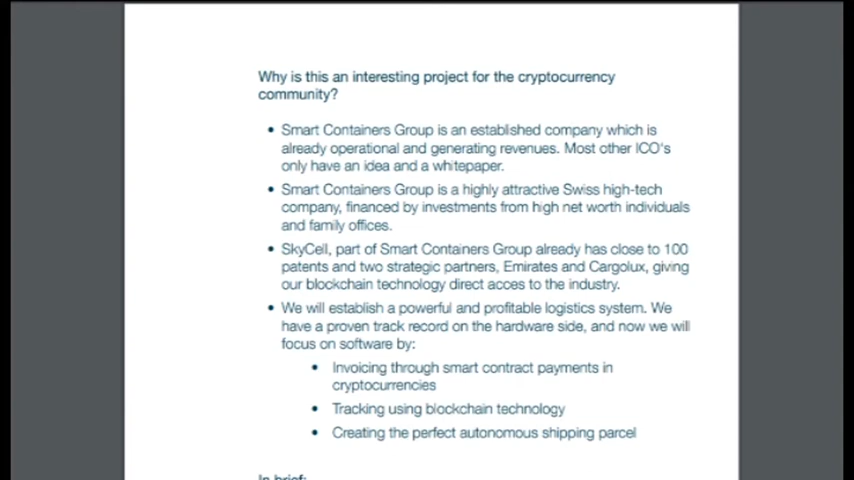 Why is this an interesting project for the cryptocurrency
community?
• Smart Containers Group is an established company which is
already operational and generating revenues. Most other ICO's
only have an idea and a whitepaper.
• Smart Containers Group is a highly attractive Swiss high-tech
company, financed by investments from high net worth individuals
and family offices.
• SkyCell, part of Smart Containers Group already has close to 100
patents and two strategic partners, Emirates and Cargolux, giving
our blockchain technology direct acces to the industry.
• We will establish a powerful and profitable logistics system. We
have a proven track record on the hardware side, and now we will
focus on software by:
• Invoicing through smart contract payments in
cryptocurrencies
• Tracking using blockchain technology
• Creating the perfect autonomous shipping parcel
In brief: